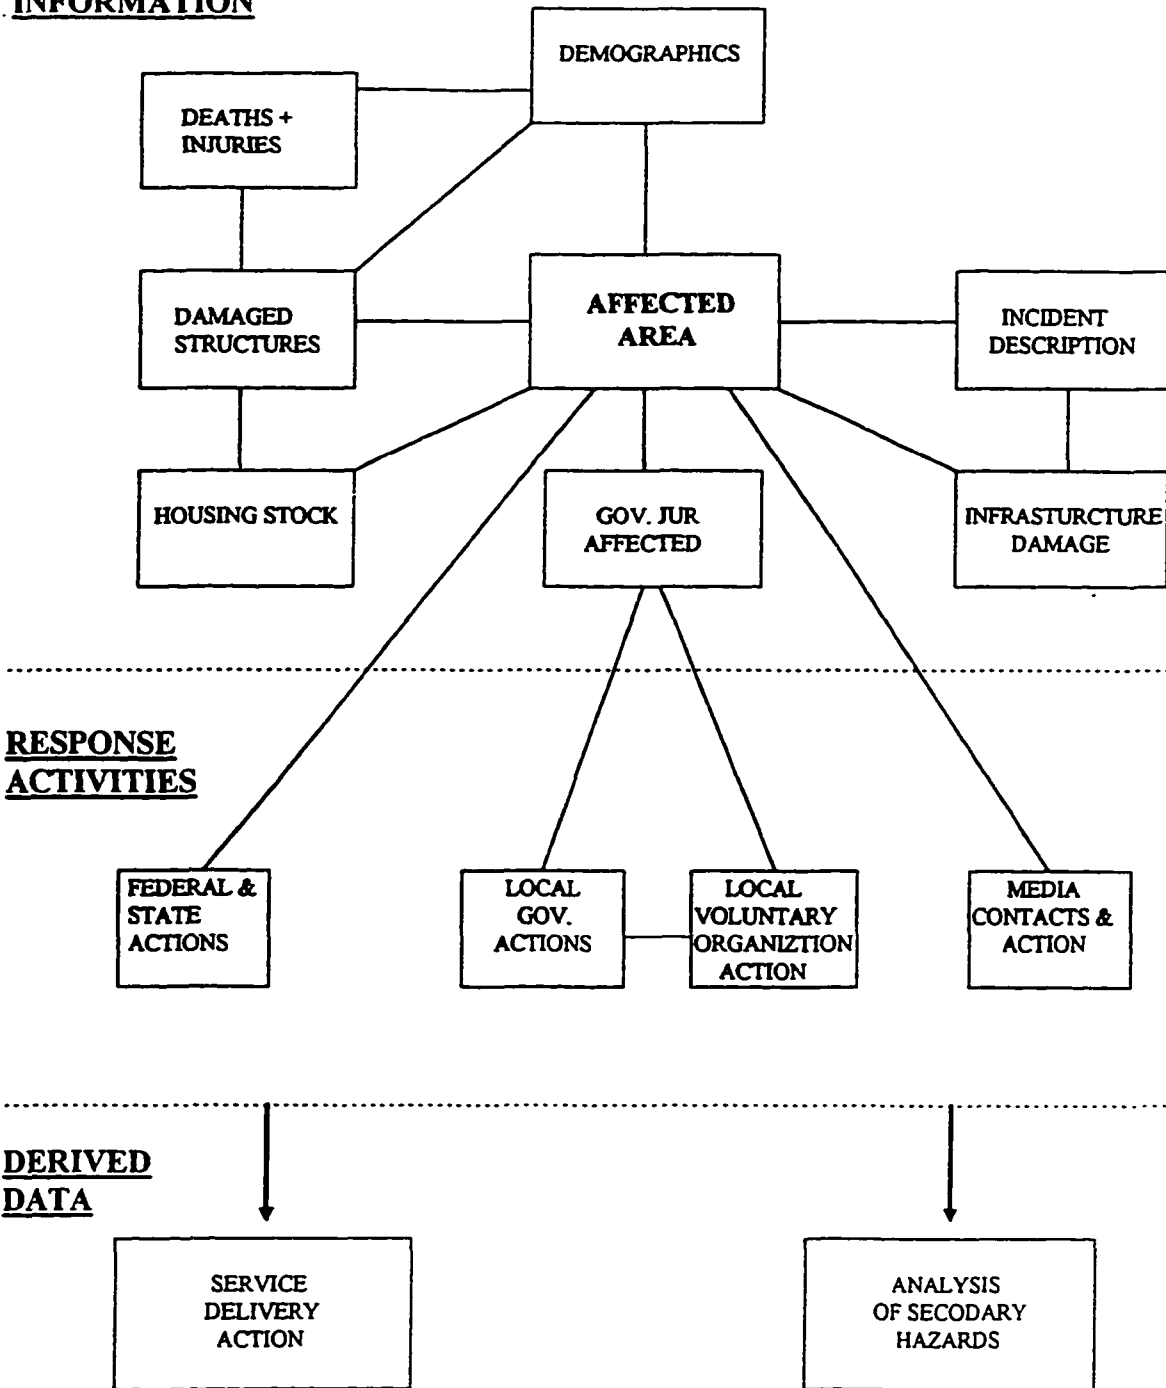 INFORMATION
DEMOGRAPHICS
DEATHS +
INJURIES
DAMAGED
STRUCTURES
AFFECTED
AREA
INCIDENT
DESCRIPTION
HOUSING STOCK
GOV. JUR
AFFECTED
INFRASTURCTURE
DAMAGE
RESPONSE
ACTIVITIES
FEDERAL &
STATE
ACTIONS
LOCAL
GOV.
ACTIONS
LOCAL
VOLUNTARY
ORGANIZTION
ACTION
MEDIA
CONTACTS &
ACTION
DERIVED
DATA
SERVICE
DELIVERY
ACTION
ANALYSIS
OF SECODARY
HAZARDS